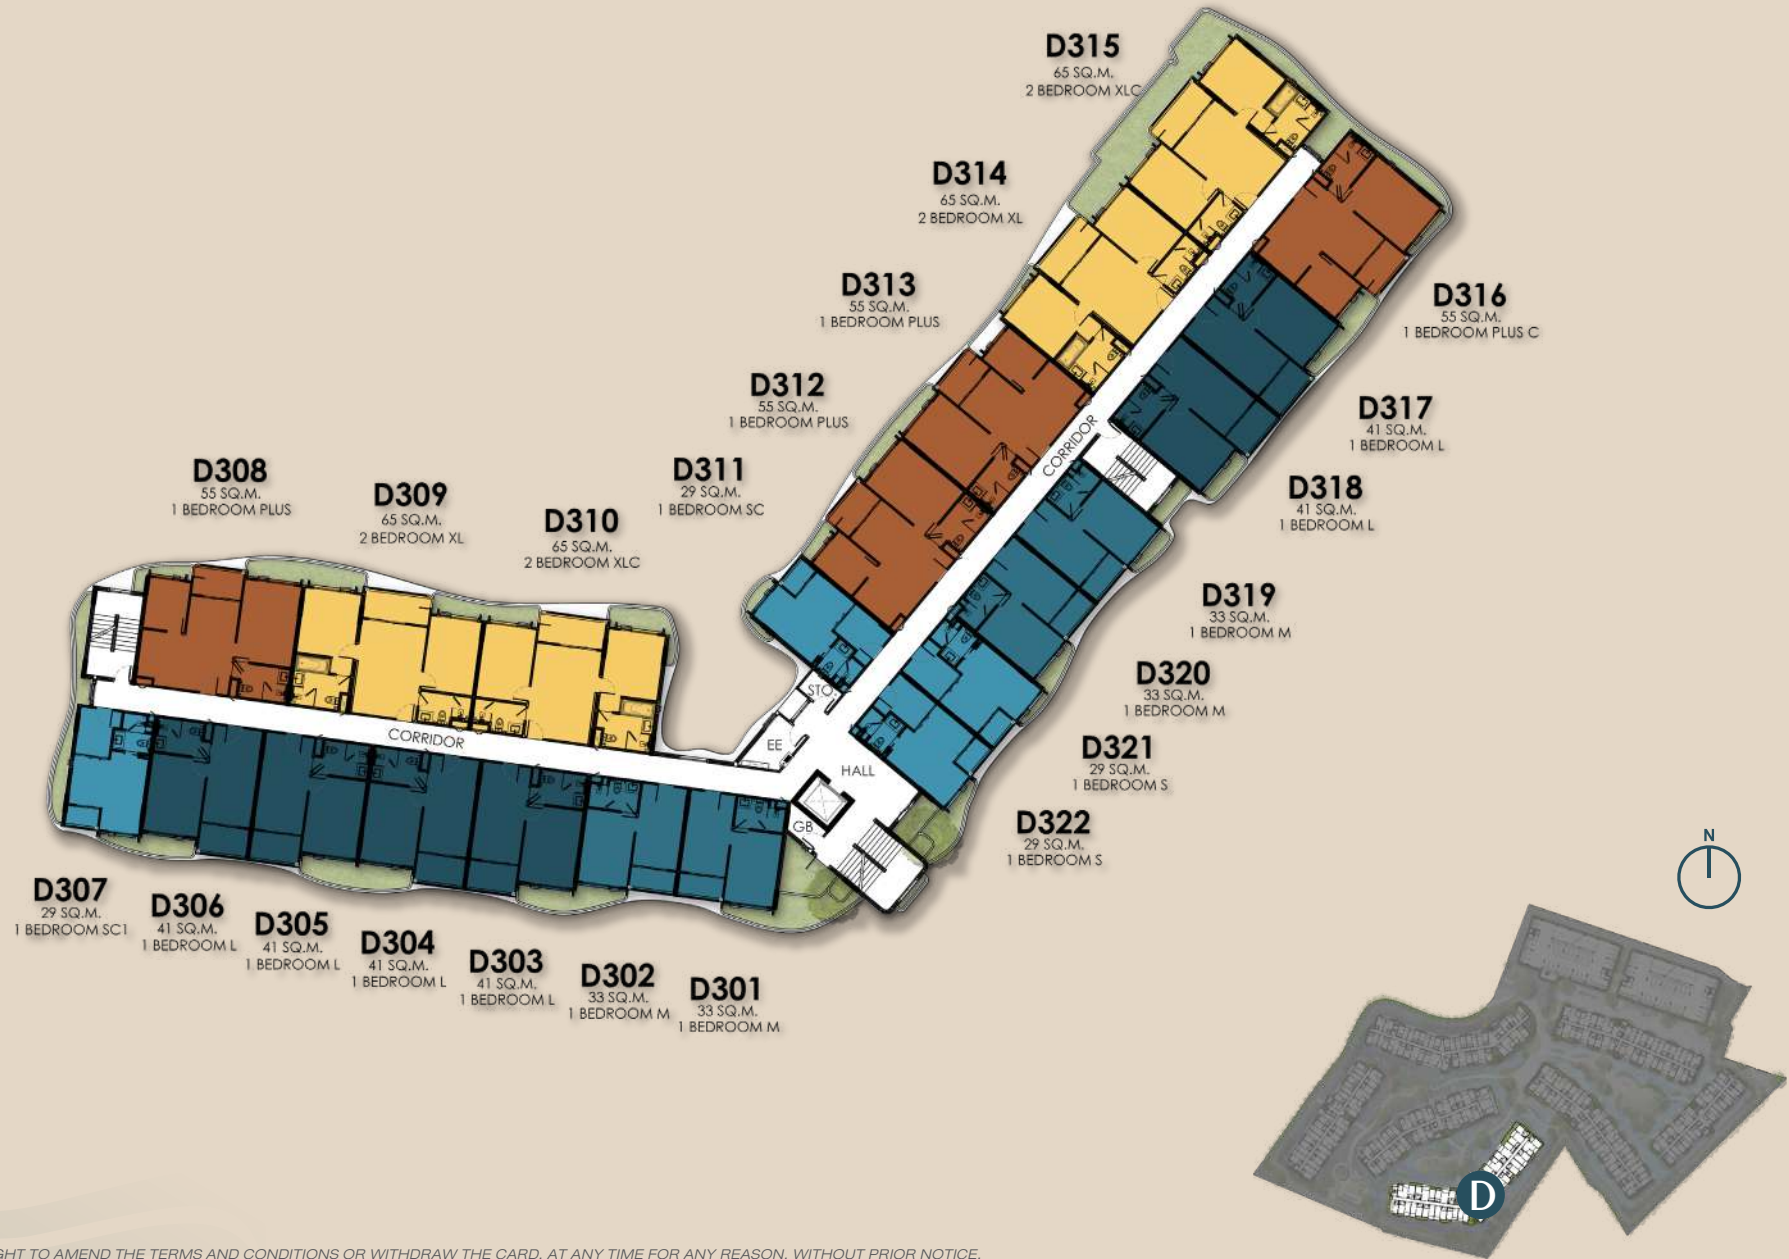 D315
65 SQ.M.
2 BEDROOM XLC
D314
65 SQ.M.
2 BEDROOM XL
D313
55 SQ.M.
1 BEDROOM PLUS
D316
55 SQ.M.
1 BEDROOM PLUS C
D312
55 SQ.M.
1 BEDROOM PLUS
D317
41 SQ.M.
1 BEDROOM L
CORRIDOR
D311
29 SQ.M.
1 BEDROOM SC
D308
55 SQ.M.
1 BEDROOM PLUS
D309
65 SQ.M.
2 BEDROOM XL
D310
65 SQ.M.
2 BEDROOM XLC
D318
41 SQ.M.
1 BEDROOM L
D319
33 SQ.M.
1 BEDROOM M
D320
33 SQ.M.
1 BEDROOM M
STO.
CORRIDOR
EE
HALL
GB
D321
29 SQ.M.
1 BEDROOM S
D322
29 SQ.M.
1 BEDROOM S
N
D307
29 SQ.M.
1 BEDROOM SC1
D306
41 SQ.M.
1 BEDROOM L
D305
41 SQ.M.
1 BEDROOM L
D304
41 SQ.M.
1 BEDROOM L
D303
41 SQ.M.
1 BEDROOM L
D302
33 SQ.M.
1 BEDROOM M
D301
33 SQ.M.
1 BEDROOM M
D
GHT TO AMEND THE TERMS AND CONDITIONS OR WITHDRAW THE CARD, AT ANY TIME FOR ANY REASON, WITHOUT PRIOR NOTICE.